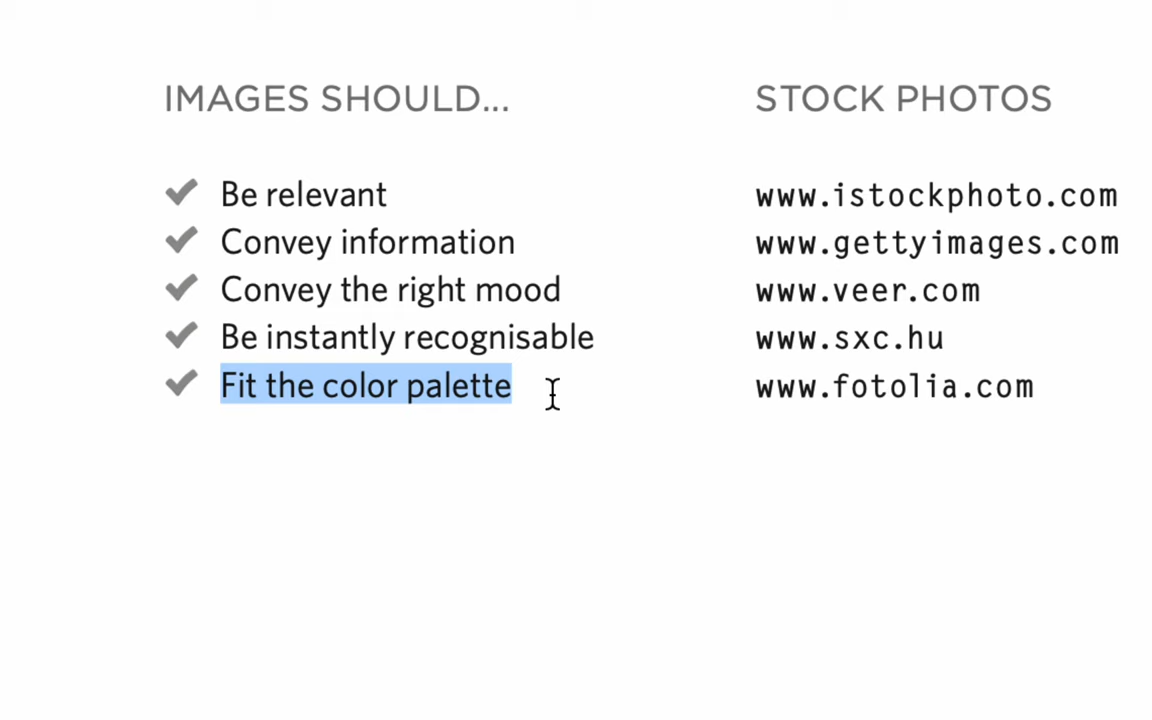 IMAGES SHOULD...
Be relevant
Convey information
Convey the right mood
Be instantly recognisable
Fit the color palette
STOCK PHOTOS
www.istockphoto.com
www.gettyimages.com
www.veer.com
www.sxc.hu
www.fotolia.com